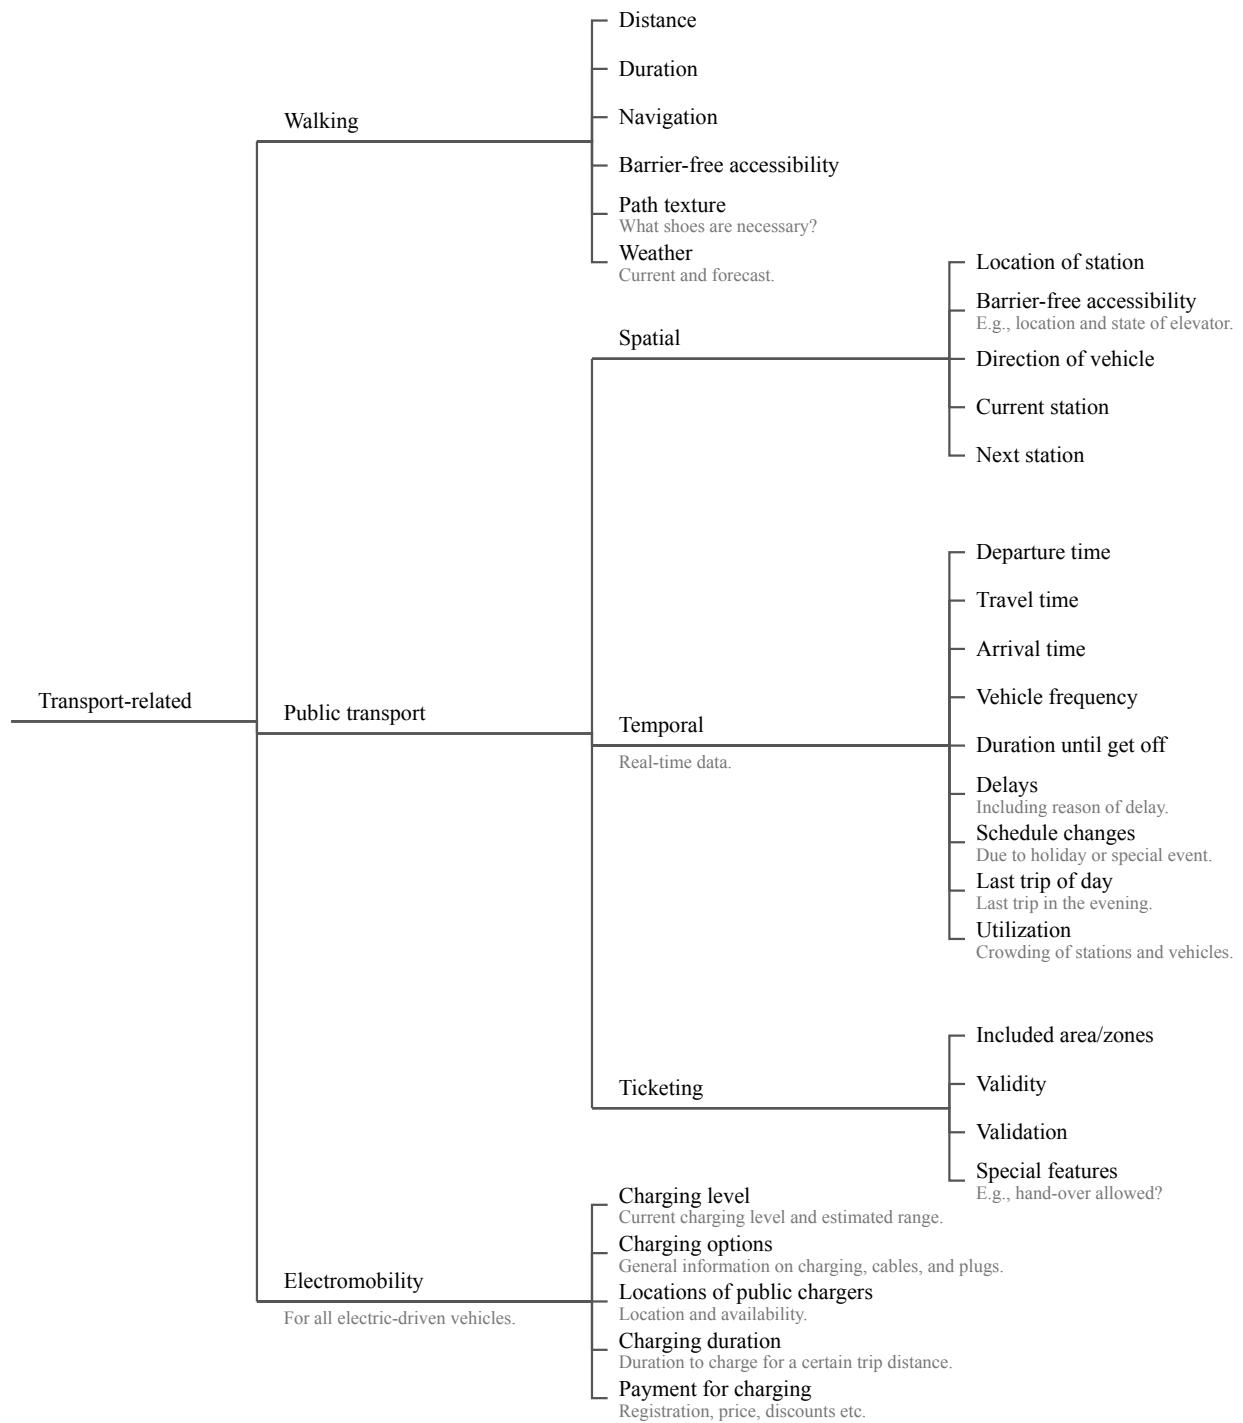 Distance
Duration
Navigation
Walking
Barrier-free accessibility
Path texture
What shoes are necessary?
Weather
Current and forecast.
Location of station
Barrier-free accessibility
E.g., location and state of elevator.
Spatial
Direction of vehicle
Current station
Next station
Departure time
Travel time
Arrival time
Vehicle frequency
Transport-related
Public transport
Temporal
Real-time data.
Duration until get off
Delays
Including reason of delay.
Schedule changes
Due to holiday or special event.
Last trip of day
Last trip in the evening.
Utilization
Crowding of stations and vehicles.
Included area/zones
Ticketing
Validity
Validation
Special features
E.g., hand-over allowed?
Charging level
Current charging level and estimated range.
Charging options
General information on charging, cables, and plugs.
Electromobility
For all electric-driven vehicles.
Locations of public chargers
Location and availability.
Charging duration
Duration to charge for a certain trip distance.
Payment for charging
Registration, price, discounts etc.